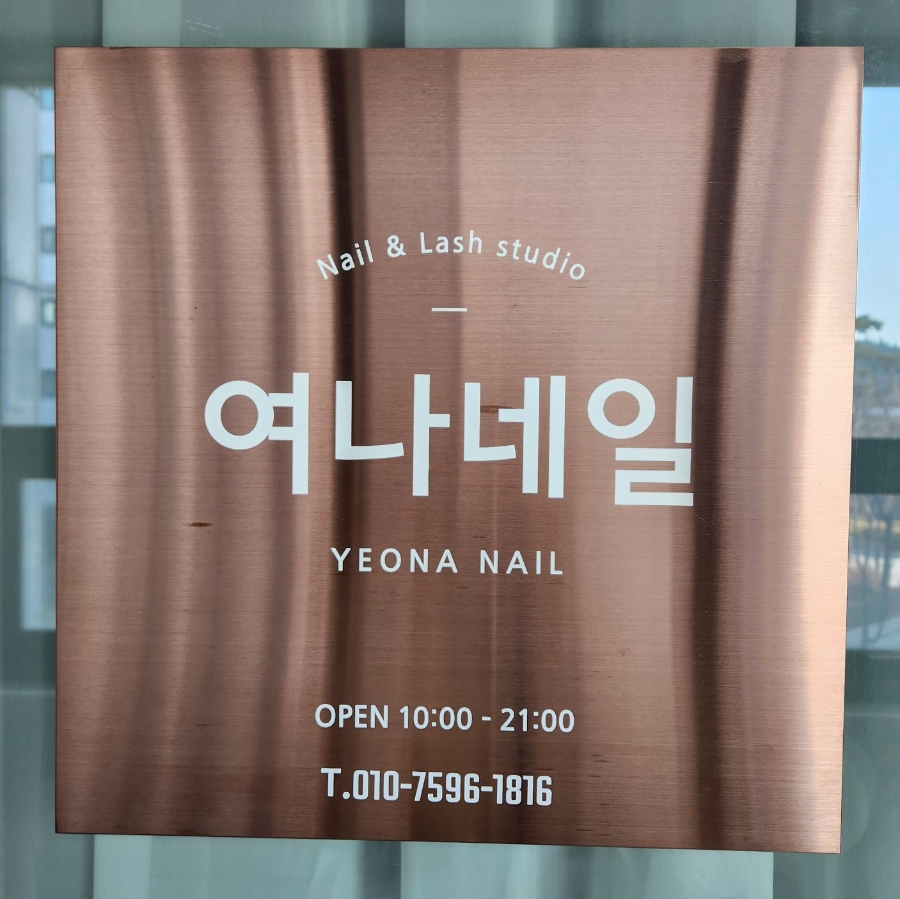 Nail & Lash studio
여나네일
YEONA NAIL
OPEN 10:00 - 21:00
T.010-7596-1816